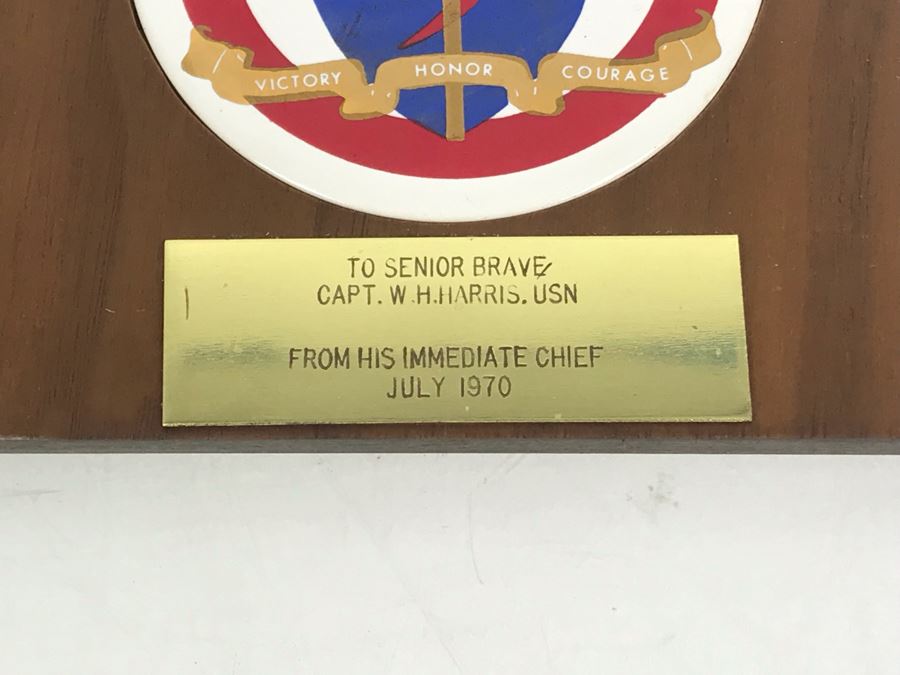 VICTORY HONOR COURAGE
TO SENIOR BRAVE
CAPT. W.H.HARRIS. USN
FROM HIS IMMEDIATE CHIEF
JULY 1970